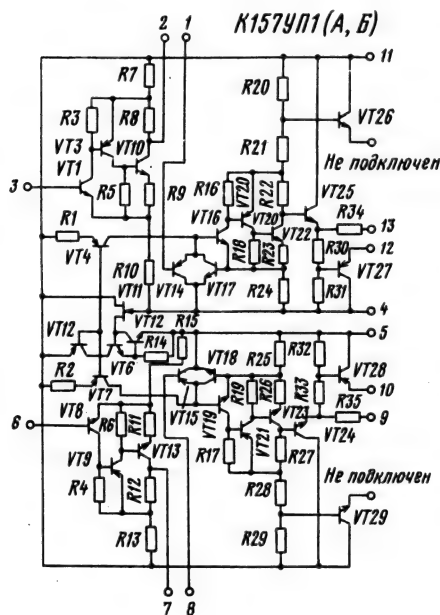 К157УП1 (А, Б)
2 1
R7
11
R3
R8
R20
VT26
VT3
VT10
VT1
R21
Не подключен
3
R5
R9
R16
VT20
R22
VT25
VT16
VT20
R34
13
R1
R18
VT22
R30
12
VT4
R23
R10
VT27
R24
R31
VT11
VT14
VT17
4
VT12
R15
5
VT12
R14
R25
R32
VT18
VT6
VT28
R2
R19
R26
R33
VT7
VT15
10
6
VT8
R6
R11
VT19
VT23
R35
9
VT21
VT24
VT9
VT13
R17
R27
R4
R12
R28
Не подключен
R13
R29
VT29
7 8